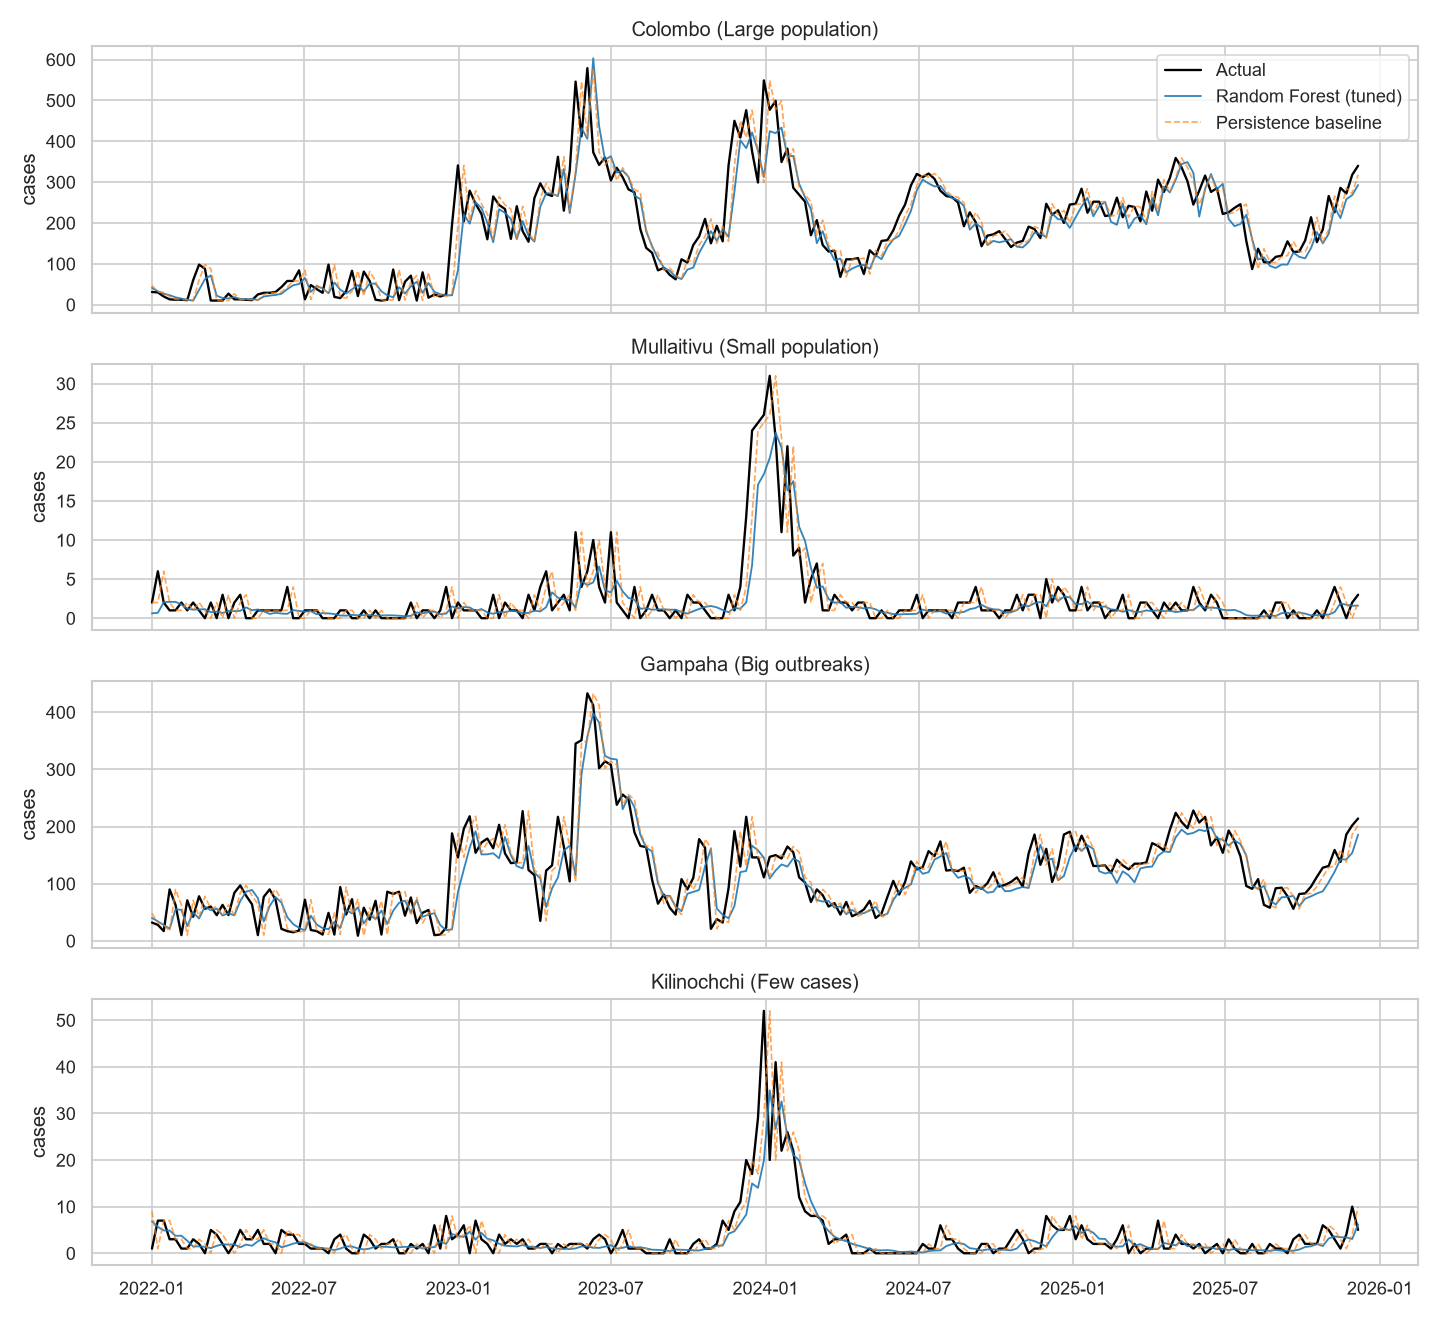 Colombo (Large population)
600
500
400
300
200
100
0
cases
Actual
Random Forest (tuned)
Persistence baseline
Mullaitivu (Small population)
30
25
20
15
10
5
0
cases
Gampaha (Big outbreaks)
400
300
200
100
0
cases
Kilinochchi (Few cases)
50
40
30
20
10
0
cases
2022-01 2022-07 2023-01 2023-07 2024-01 2024-07 2025-01 2025-07 2026-01